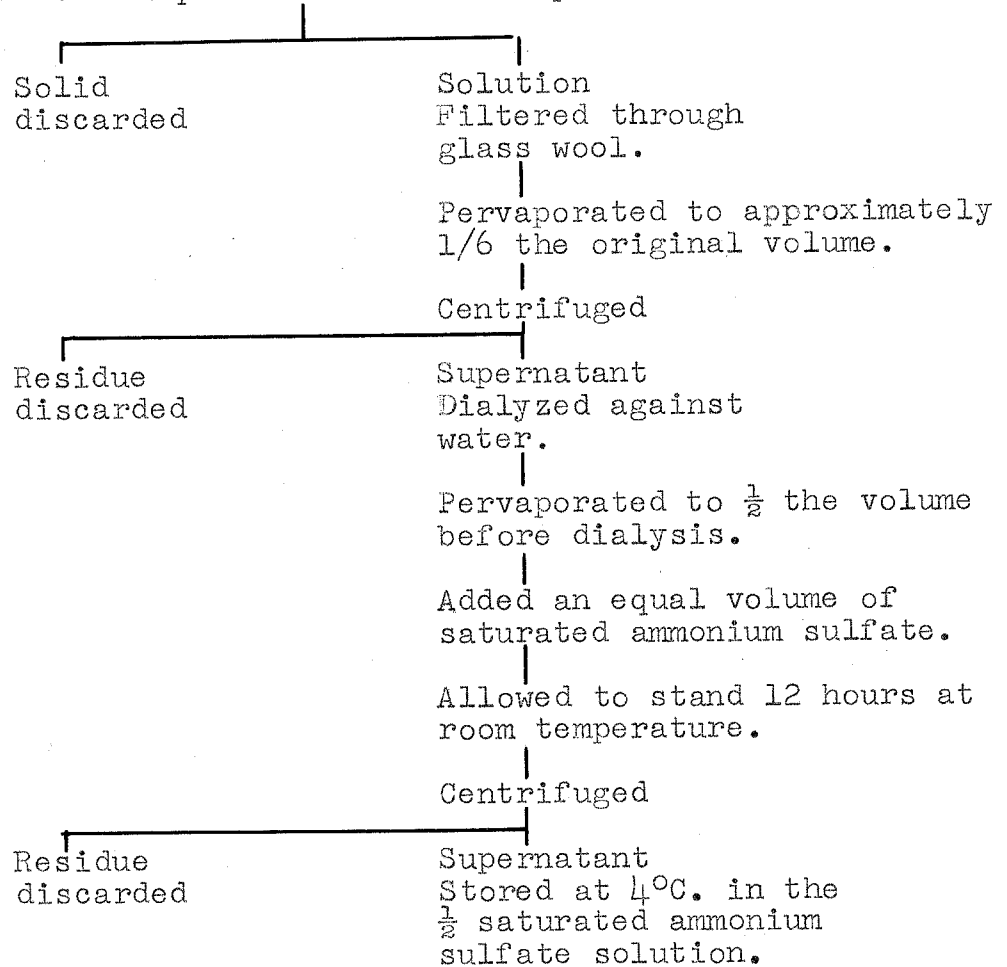 Solid
discarded
Solution
Filtered through
glass wool.
Pervaporated to approximately
1/6 the original volume.
Centrifuged
Residue
discarded
Supernatant
Dialyzed against
water.
Pervaporated to ½ the volume
before dialysis.
Added an equal volume of
saturated ammonium sulfate.
Allowed to stand 12 hours at
room temperature.
Centrifuged
Residue
discarded
Supernatant
Stored at 4°C. in the
½ saturated ammonium
sulfate solution.